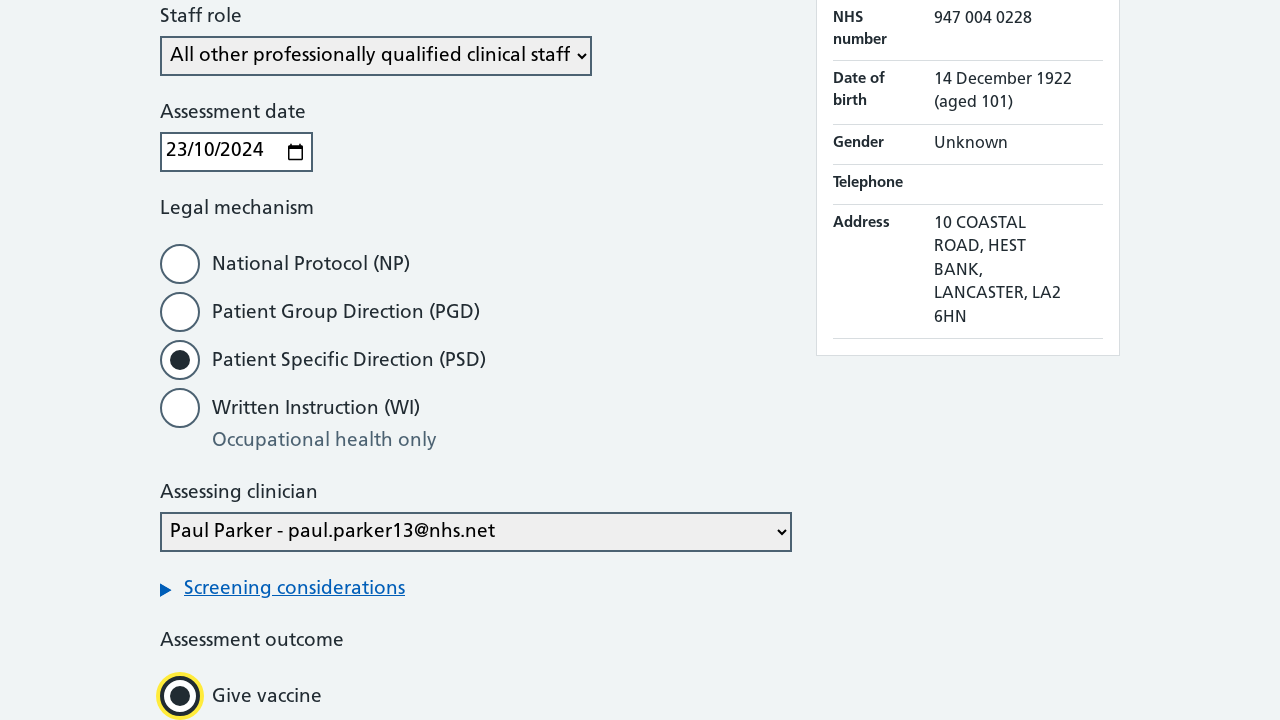 Staff role
All other professionally qualified clinical staff
Assessment date
23/10/2024
Legal mechanism
National Protocol (NP)
Patient Group Direction (PGD)
Patient Specific Direction (PSD)
Written Instruction (WI)
Occupational health only
Assessing clinician
Paul Parker - paul.parker13@nhs.net
Screening considerations
Assessment outcome
Give vaccine
NHS
number
947 004 0228
Date of
birth
14 December 1922
(aged 101)
Gender
Unknown
Telephone
Address
10 COASTAL
ROAD, HEST
BANK,
LANCASTER, LA2
6HN